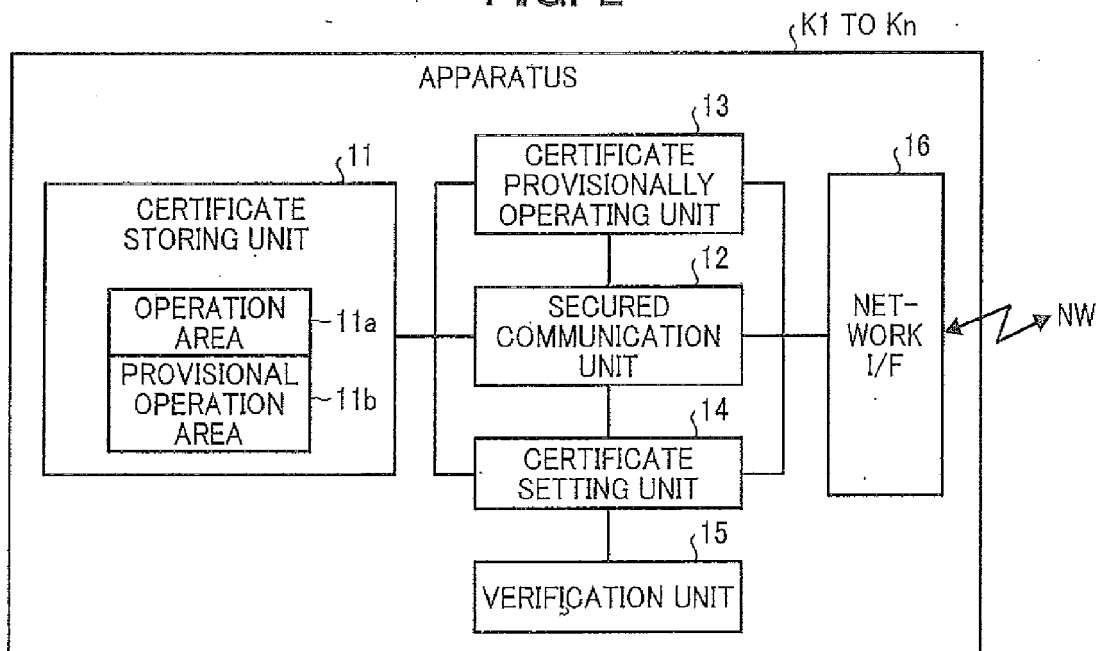 K1 TO Kn
APPARATUS
11
CERTIFICATE
STORING UNIT
OPERATION
AREA
11a
PROVISIONAL
OPERATION
AREA
11b
13
CERTIFICATE
PROVISIONALLY
OPERATING UNIT
12
SECURED
COMMUNICATION
UNIT
14
CERTIFICATE
SETTING UNIT
15
VERIFICATION UNIT
16
NET-
WORK
I/F
NW